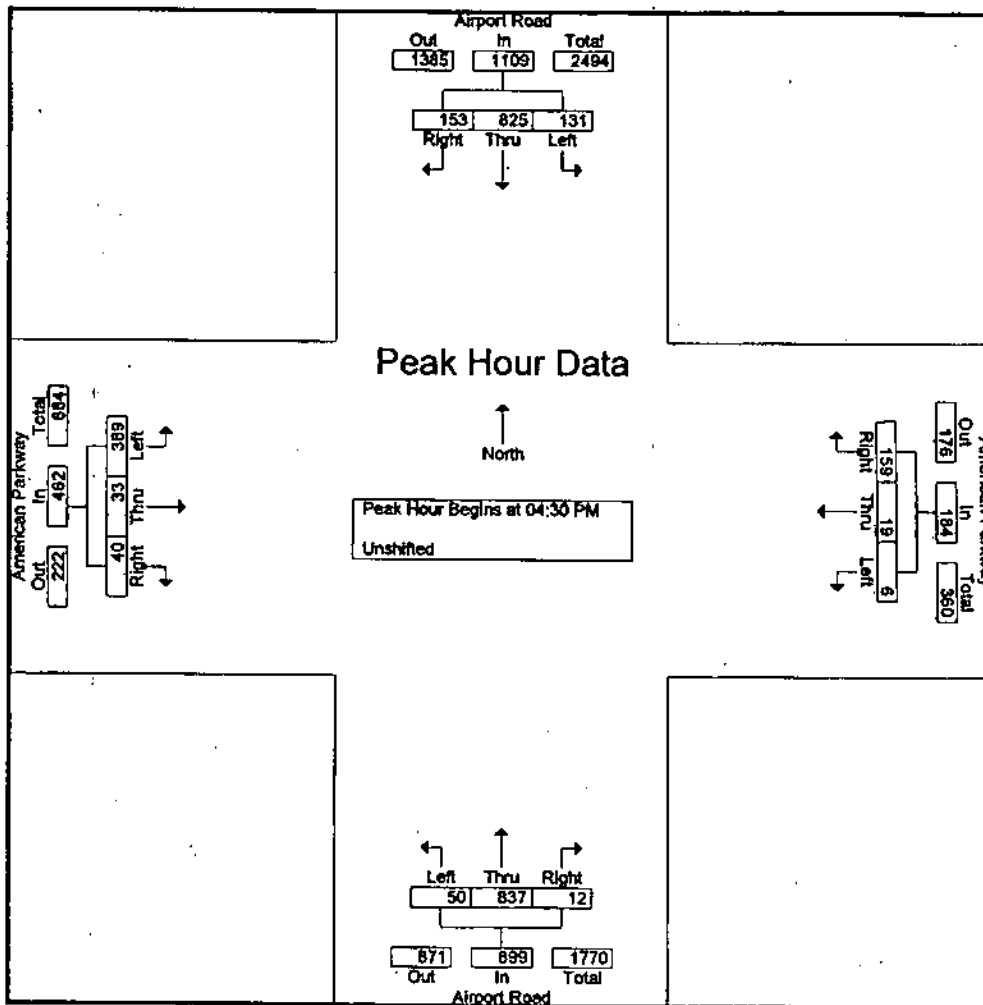 Airport Road
Out In Total
1385 1109 2494
153 825 131
Right Thru Left
Peak Hour Data
North
Peak Hour Begins at 04:30 PM
Unshifted
American Parkway
Out In Total
222 462 684
40 33 389
Right Thru Left
Out In Total
176 184 360
159 19 6
Right Thru Left
Left Thru Right
50 837 12
871 899 1770
Out In Total
Airport Road